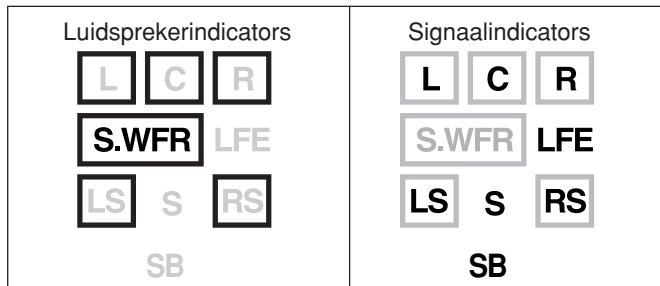 Luidsprekerindicators
L C R
S.WFR LFE
LS S RS
SB
Signaalindicators
L C R
S.WFR LFE
LS S RS
SB